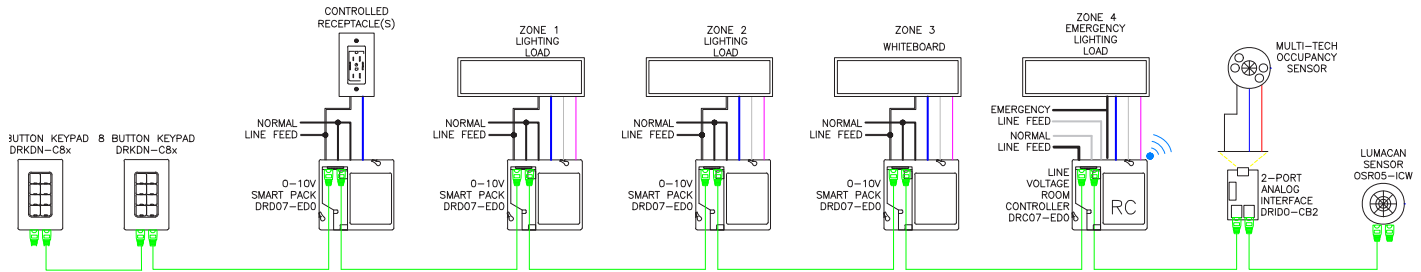 BUTTON KEYPAD
DRKDN-C8x
8 BUTTON KEYPAD
DRKDN-C8x
CONTROLLED
RECEPTACLE(S)
NORMAL
LINE FEED
0-10V
SMART PACK
DRD07-ED0
ZONE 1
LIGHTING
LOAD
NORMAL
LINE FEED
0-10V
SMART PACK
DRD07-ED0
ZONE 2
LIGHTING
LOAD
NORMAL
LINE FEED
0-10V
SMART PACK
DRD07-ED0
ZONE 3
WHITEBOARD
NORMAL
LINE FEED
0-10V
SMART PACK
DRD07-ED0
ZONE 4
EMERGENCY
LIGHTING
LOAD
EMERGENCY
LINE FEED
NORMAL
LINE FEED
LINE
VOLTAGE
ROOM
CONTROLLER
DRC07-ED0
RC
MULTI-TECH
OCCUPANCY
SENSOR
2-PORT
ANALOG
INTERFACE
DRID0-CB2
LUMACAN
SENSOR
OSR05-ICW